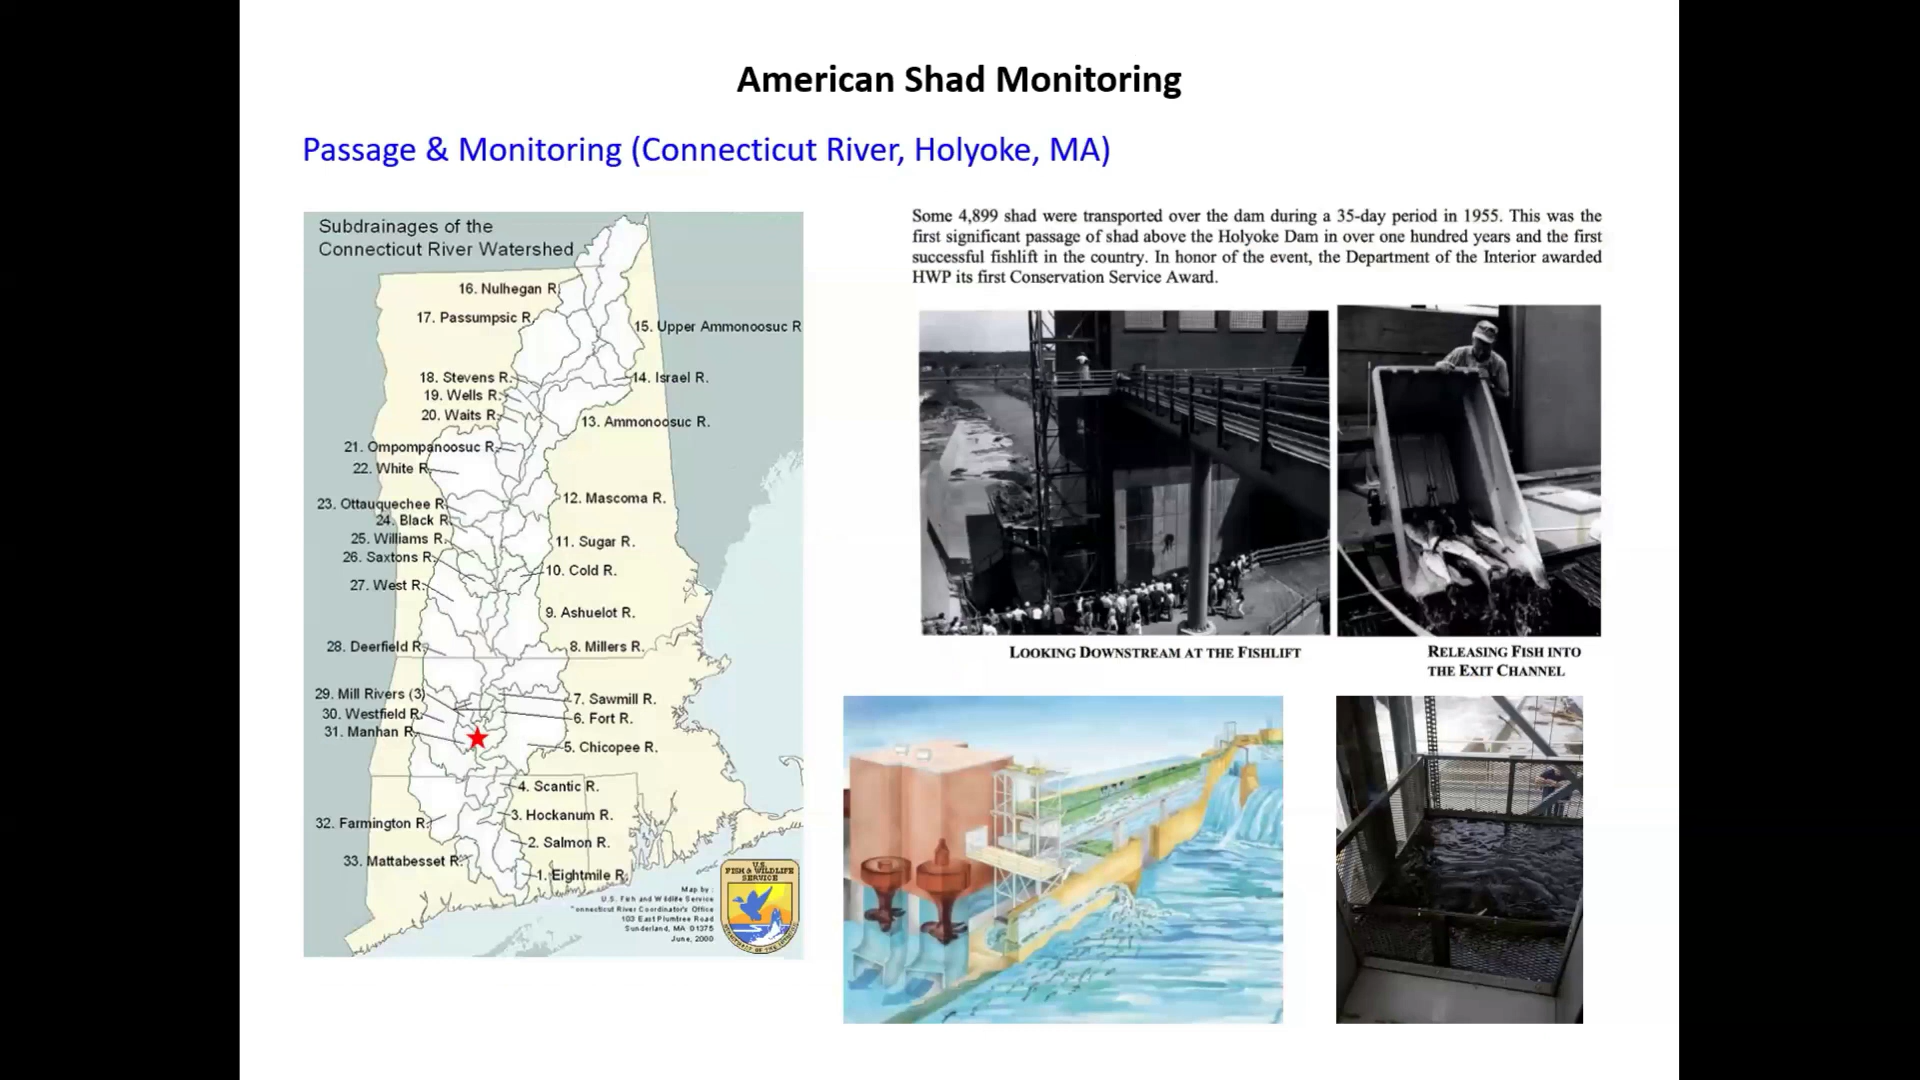 American Shad Monitoring
Passage & Monitoring (Connecticut River, Holyoke, MA)
Subdrainages of the
Connecticut River Watershed
16. Nulhegan R.
17. Passumpsic R.
15. Upper Ammonoosuc R
18. Stevens R.
14. Israel R.
19. Wells R.
20. Waits R.
13. Ammonoosuc R.
21. Ompompanoosuc R.
22. White R.
12. Mascoma R.
23. Ottauquechee R.
24. Black R.
25. Williams R.
11. Sugar R.
26. Saxtons R.
10. Cold R.
27. West R.
9. Ashuelot R.
28. Deerfield R.
8. Millers R.
29. Mill Rivers (3)
7. Sawmill R.
30. Westfield R.
6. Fort R.
31. Manhan R.
5. Chicopee R.
4. Scantic R.
3. Hockanum R.
32. Farmington R.
2. Salmon R.
33. Mattabesset R.
1. Eightmile R.
Map by :
U.S. Fish and Wildlife Service
onnecticut River Coordinator's Office
103 East Plumtree Road
Sunderland, MA 01375
June, 2000
U.S.
FISH & WILDLIFE
SERVICE
Some 4,899 shad were transported over the dam during a 35-day period in 1955. This was the
first significant passage of shad above the Holyoke Dam in over one hundred years and the first
successful fishlift in the country. In honor of the event, the Department of the Interior awarded
HWP its first Conservation Service Award.
LOOKING DOWNSTREAM AT THE FISHLIFT
RELEASING FISH INTO
THE EXIT CHANNEL